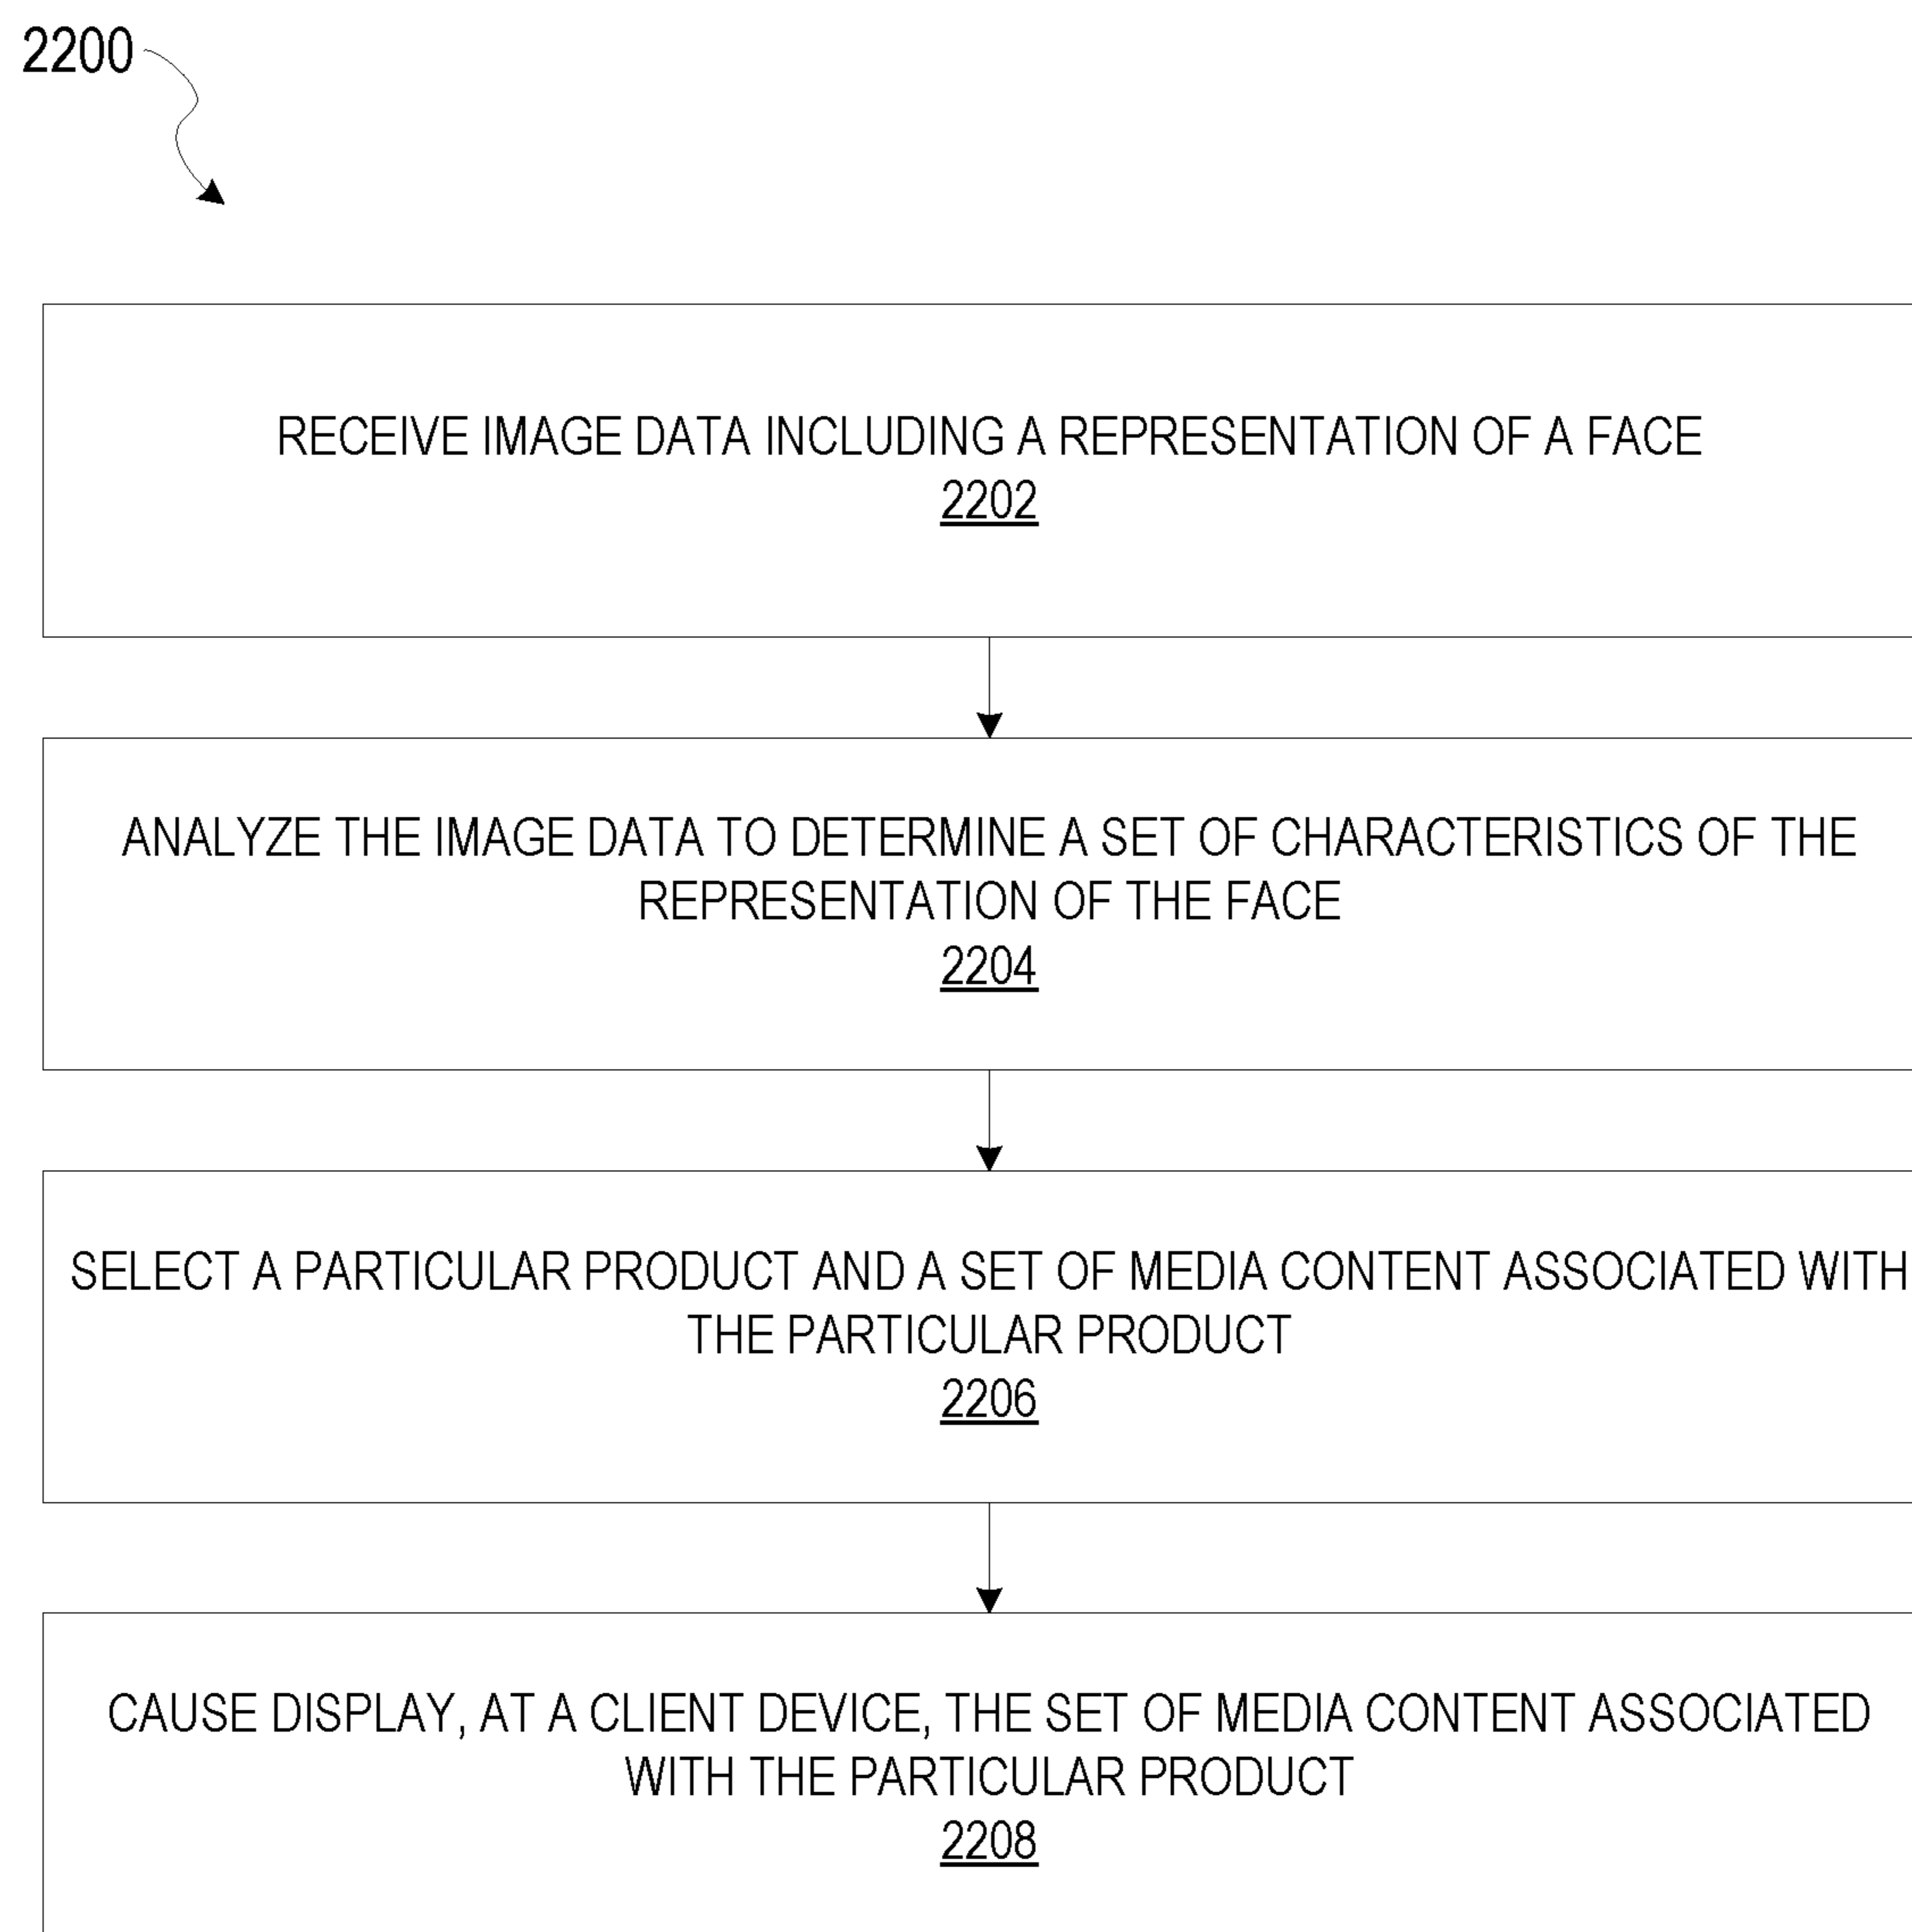 2200
RECEIVE IMAGE DATA INCLUDING A REPRESENTATION OF A FACE
2202
ANALYZE THE IMAGE DATA TO DETERMINE A SET OF CHARACTERISTICS OF THE
REPRESENTATION OF THE FACE
2204
SELECT A PARTICULAR PRODUCT AND A SET OF MEDIA CONTENT ASSOCIATED WITH
THE PARTICULAR PRODUCT
2206
CAUSE DISPLAY, AT A CLIENT DEVICE, THE SET OF MEDIA CONTENT ASSOCIATED
WITH THE PARTICULAR PRODUCT
2208